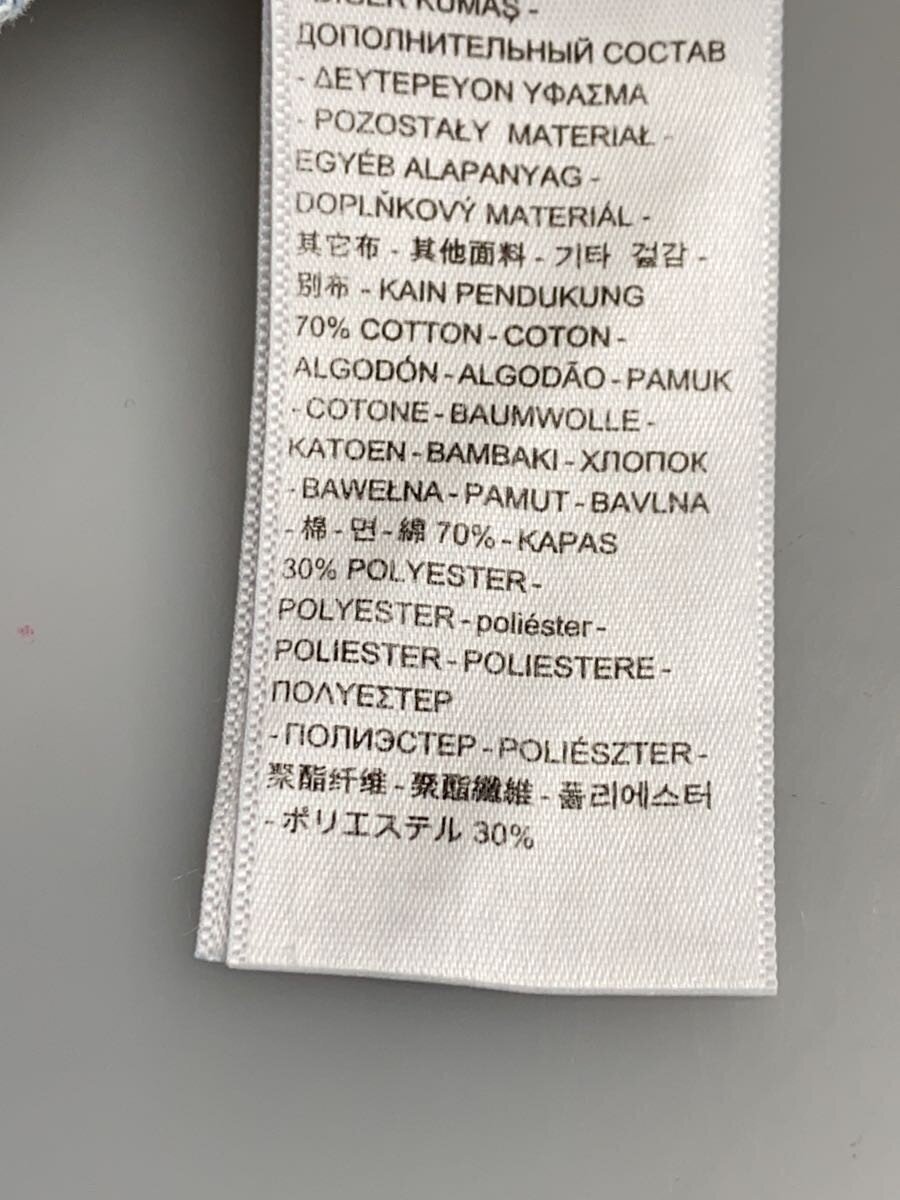 DİĞER KUMAŞ -
ДОПОЛНИТЕЛЬНЫЙ СОСТАВ
- ΔΕΥΤΕΡΕΥΟΝ ΥΦΑΣΜΑ
- POZOSTAŁY MATERIAŁ -
EGYÉB ALAPANYAG -
DOPLŇKOVÝ MATERIÁL -
其它布 - 其他面料 - 기타 겉감 -
別布 - KAIN PENDUKUNG
70% COTTON - COTON -
ALGODÓN - ALGODÃO - PAMUK
- COTONE - BAUMWOLLE -
KATOEN - BAMBAKI - ХЛОПОК
- BAWEŁNA - PAMUT - BAVLNA
- 棉 - 면 - 綿 70% - KAPAS
30% POLYESTER -
POLYESTER - poliéster -
POLIESTER - POLIESTERE -
ΠΟΛΥΕΣΤΕΡ
- ПОЛИЭСТЕР - POLIÉSZTER -
聚酯纤维 - 聚酯纖維 - 폴리에스터
- ポリエステル 30%